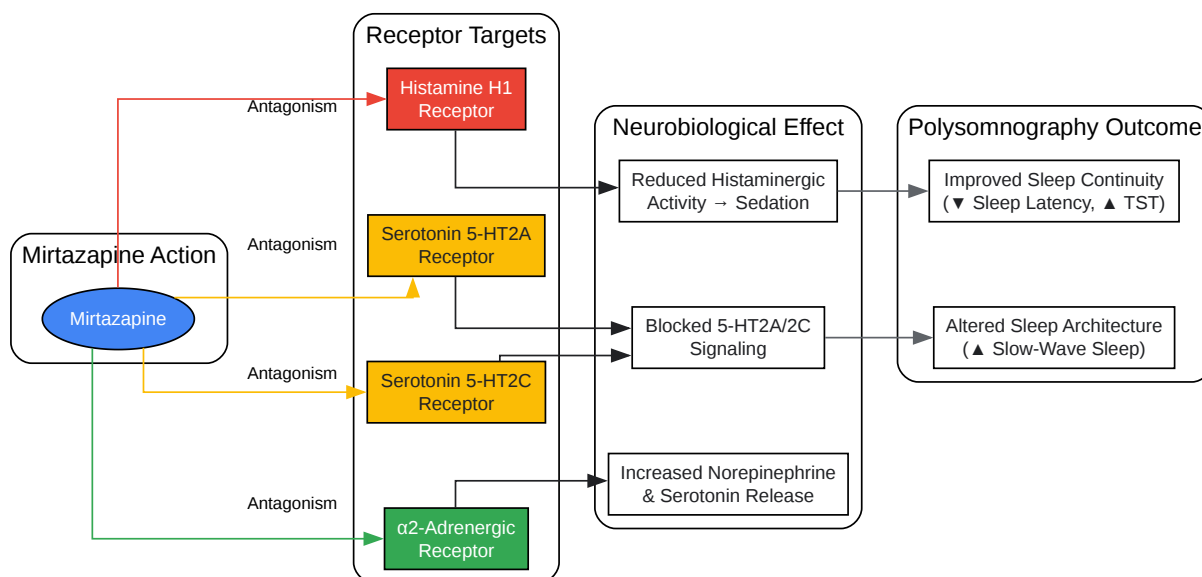 Receptor Targets
Histamine H1
Receptor
Antagonism
Neurobiological Effect
Polysomnography Outcome
Reduced Histaminergic
Activity → Sedation
Improved Sleep Continuity
(▼ Sleep Latency, ▲ TST)
Mirtazapine Action
Antagonism
Serotonin 5-HT2A
Receptor
Mirtazapine
Blocked 5-HT2A/2C
Signaling
Altered Sleep Architecture
(▲ Slow-Wave Sleep)
Antagonism
Serotonin 5-HT2C
Receptor
Increased Norepinephrine
& Serotonin Release
Antagonism
α2-Adrenergic
Receptor